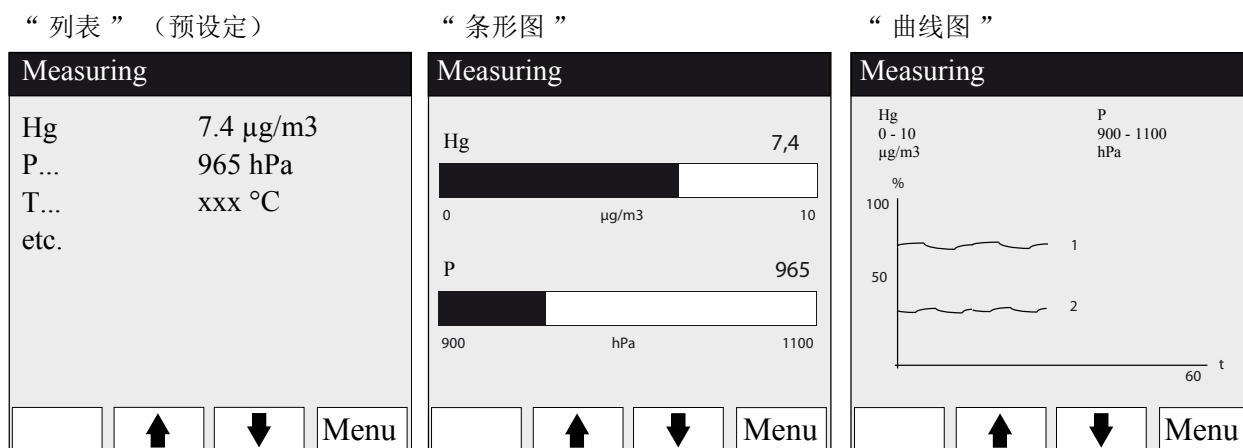 “ 列表 ” （预设定）
Measuring
Hg 7.4 µg/m3
P... 965 hPa
T... xxx °C
etc.
Menu
“ 条形图 ”
Measuring
Hg 7,4
0 µg/m3 10
P 965
900 hPa 1100
Menu
“ 曲线图 ”
Measuring
Hg P
0 - 10 900 - 1100
µg/m3 hPa
%
100
1
50
2
t
60
Menu